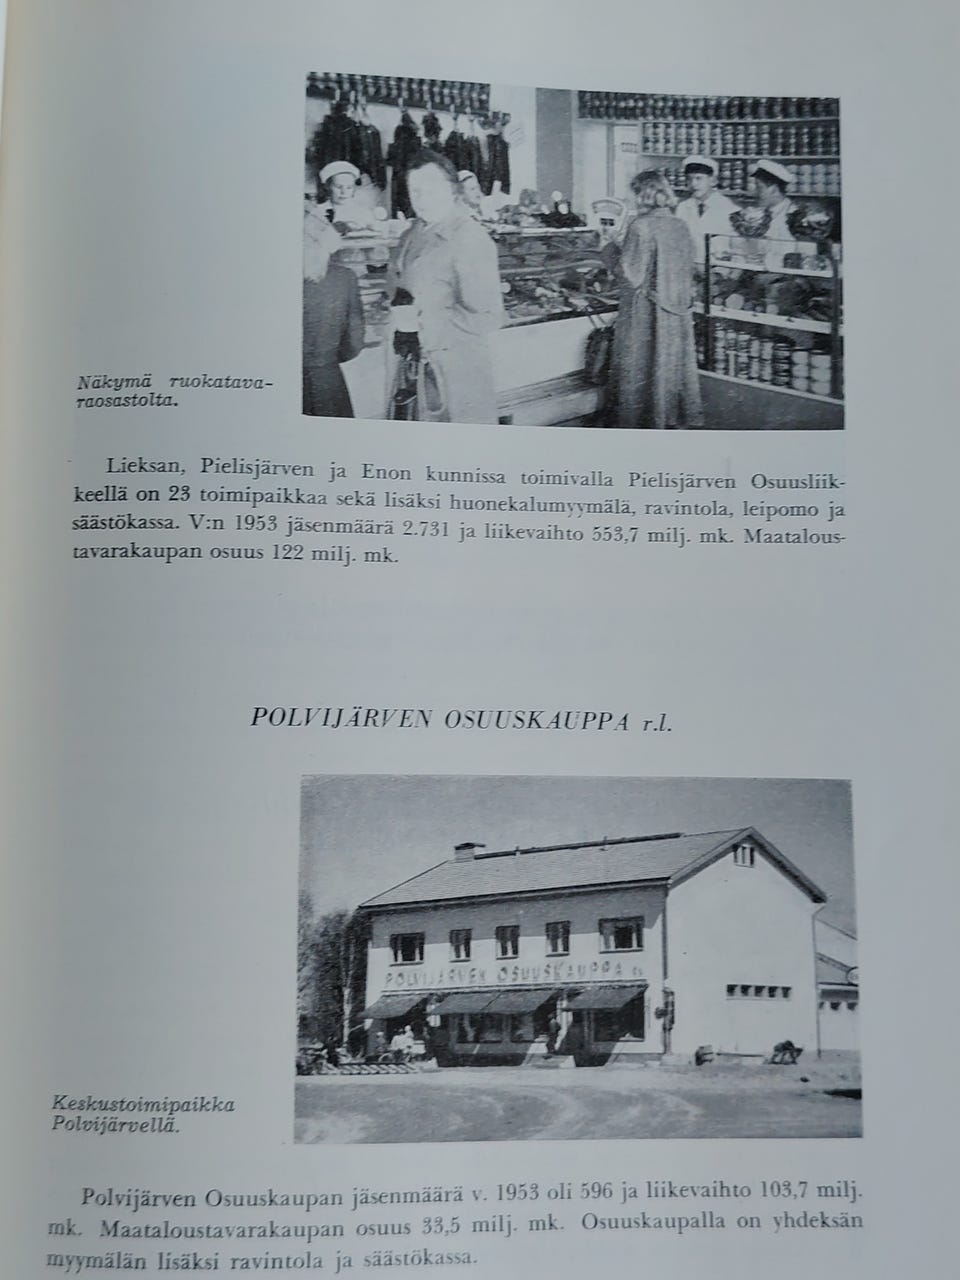 Näkymä ruokatava-
raosastolta.
Lieksan, Pielisjärven ja Enon kunnissa toimivalla Pielisjärven Osuusliik-
keellä on 23 toimipaikkaa sekä lisäksi huonekalumyymälä, ravintola, leipomo ja
säästökassa. V:n 1953 jäsenmäärä 2.731 ja liikevaihto 553,7 milj. mk. Maatalous-
tavarakaupan osuus 122 milj. mk.
POLVIJÄRVEN OSUUSKAUPPA r.l.
POLVIJÄRVEN OSUUSKAUPPA r.l.
Keskustoimipaikka
Polvijärvellä.
Polvijärven Osuuskaupan jäsenmäärä v. 1953 oli 596 ja liikevaihto 103,7 milj.
mk. Maataloustavarakaupan osuus 33,5 milj. mk. Osuuskaupalla on yhdeksän
myymälän lisäksi ravintola ja säästökassa.